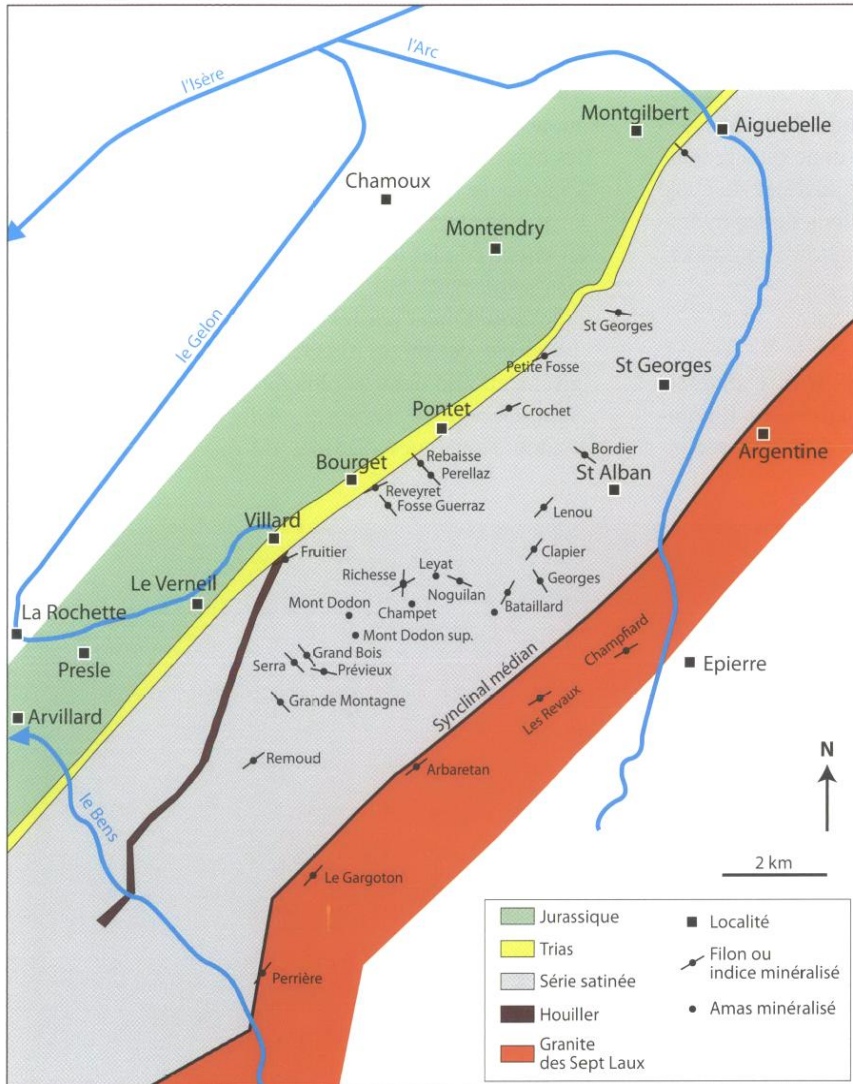 l'Isère
l'Arc
Montgilbert
Aiguebelle
Chamoux
Montendry
le Gelon
St Georges
Petite Fosse
St Georges
Crochet
Pontet
Argentine
Bordier
Rebaisse
Perellaz
Bourget
St Alban
Reveyret
Fosse Guerraz
Lenou
Villard
Fruitier
Clapier
Leyat
Richesse
Noguilan
Georges
Le Verneil
Champet
Bataillard
Mont Dodon
La Rochette
Mont Dodon sup.
Presle
Grand Bois
Champfiard
Epierre
Serra
Prévieux
Synclinal médian
Grande Montagne
Les Revaux
Arvillard
Remoud
Arbaretan
N
le Bens
2 km
Le Gargoton
Perrière
Jurassique
Trias
Série satinée
Houiller
Granite
des Sept Laux
Localité
Filon ou
indice minéralisé
Amas minéralisé